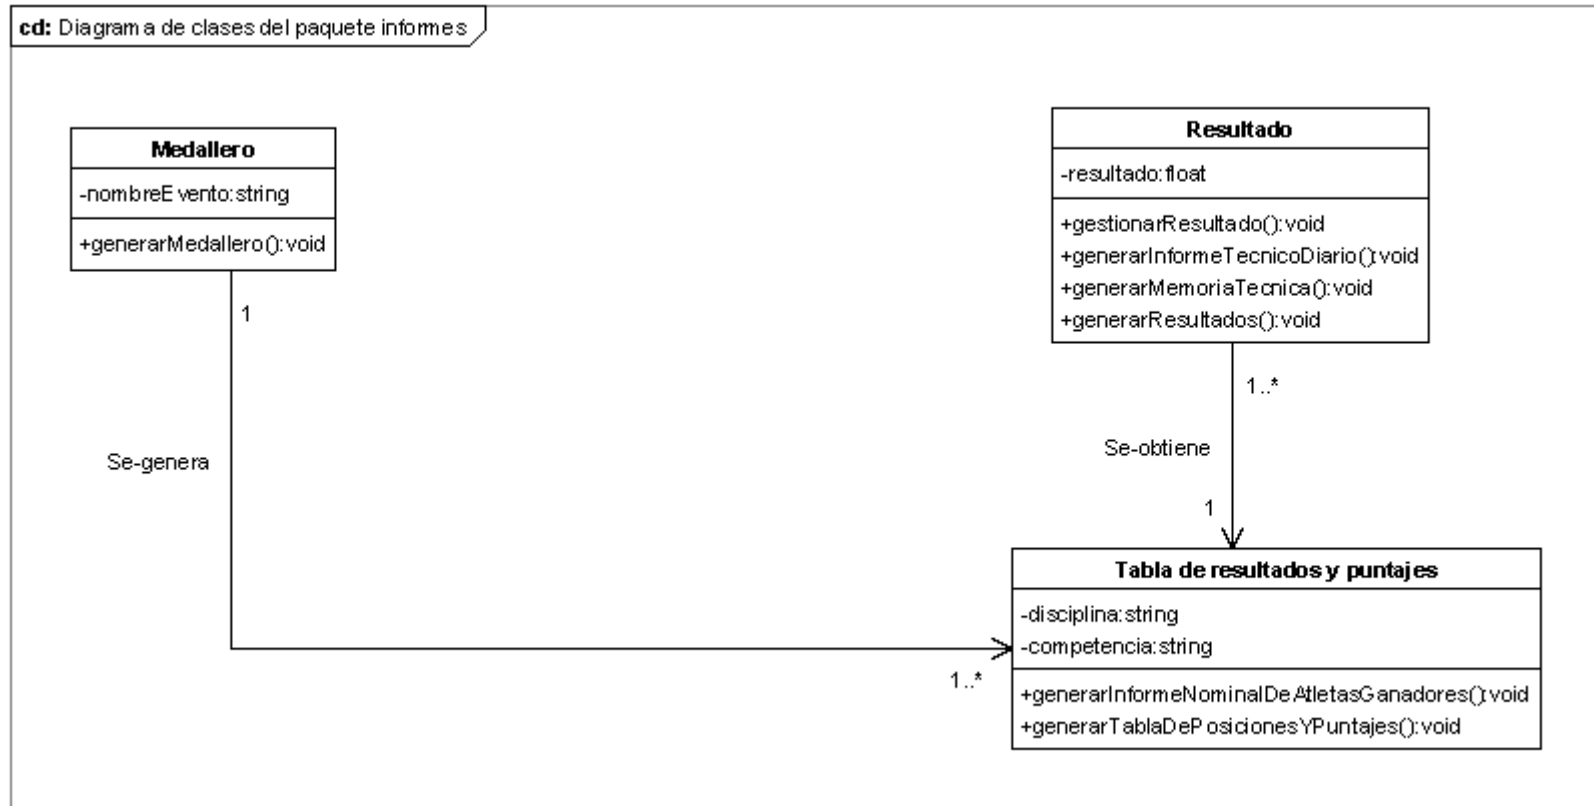 cd: Diagrama de clases del paquete informes
Medallero
-nombreEvento:string
+generarMedallero():void
1
Se-genera
1..*
Resultado
-resultado:float
+gestionarResultado():void
+generarInformeTecnicoDiario():void
+generarMemoriaTecnica():void
+generarResultados():void
1..*
Se-obtiene
1
Tabla de resultados y puntajes
-disciplina:string
-competencia:string
+generarInformeNominalDeAtletasGanadores():void
+generarTablaDePosicionesYPuntajes():void